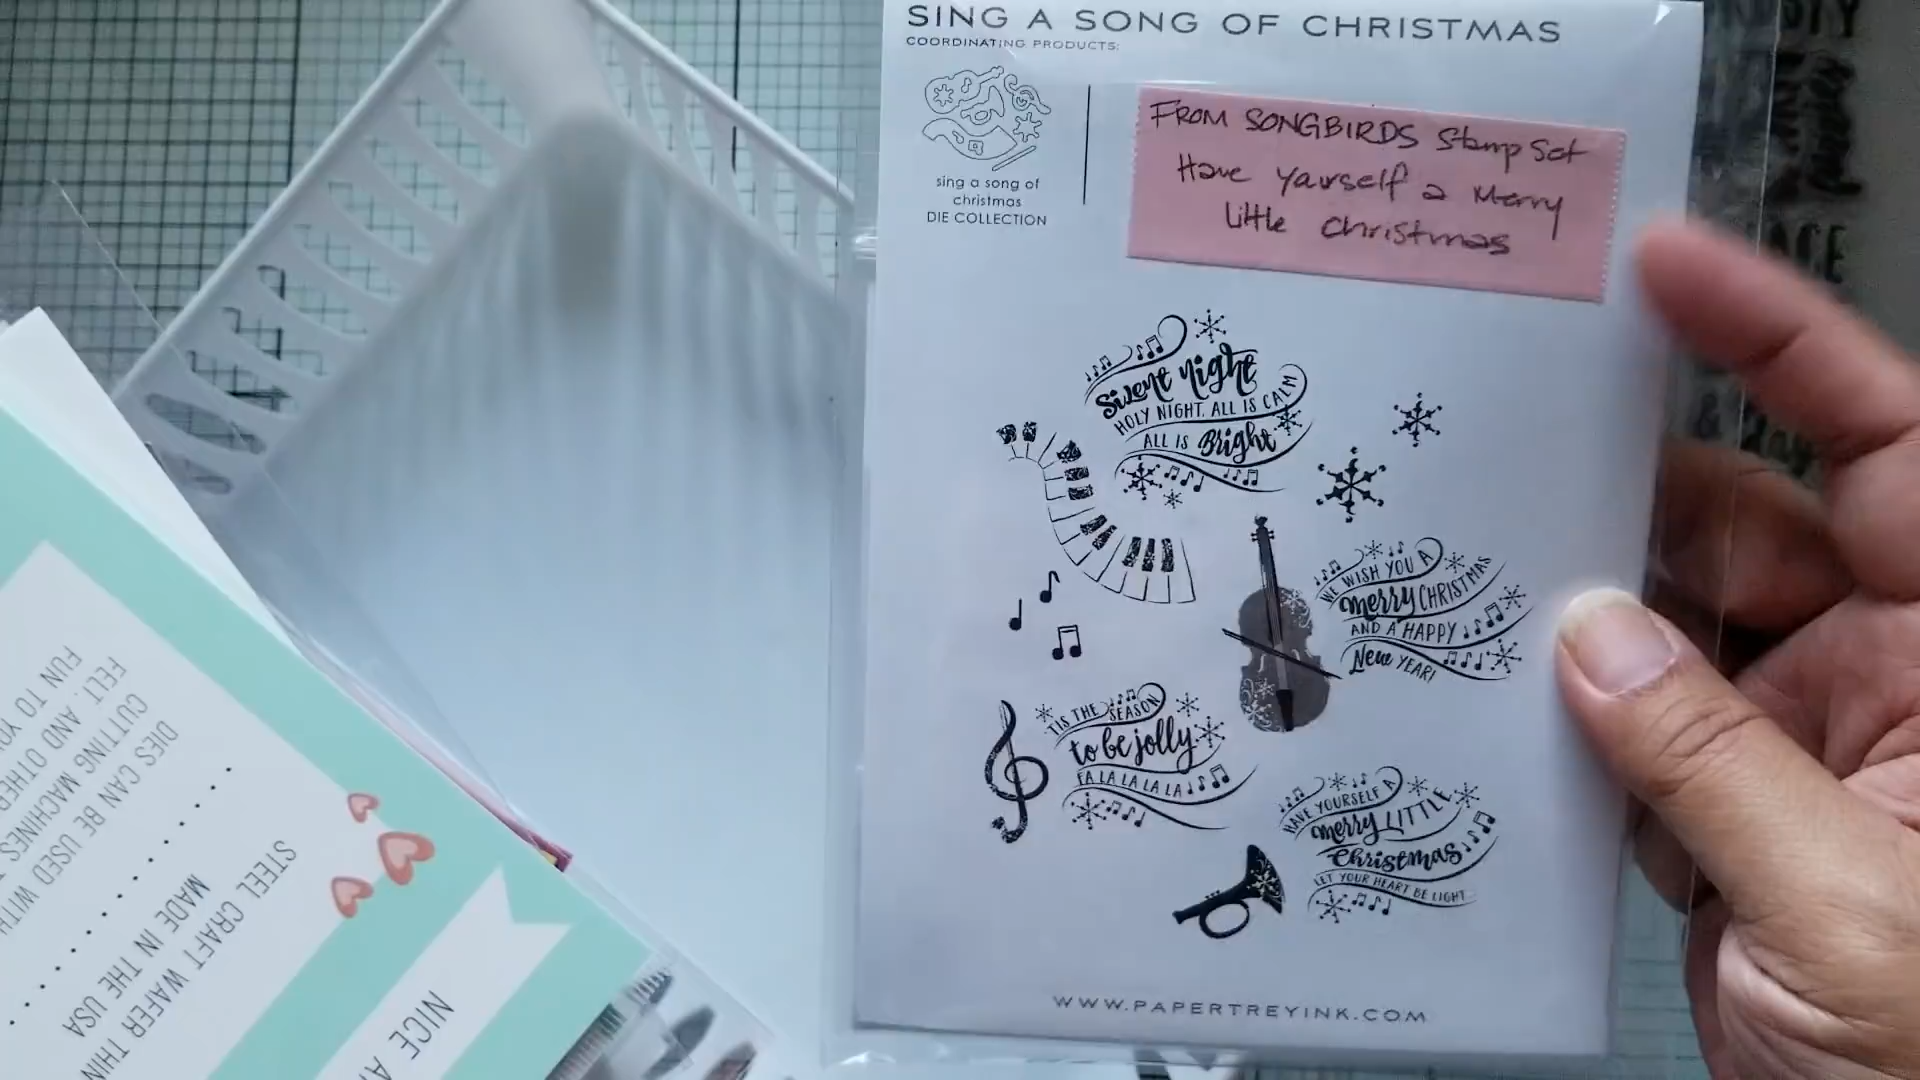 SING A SONG OF CHRISTMAS
COORDINATING PRODUCTS:
sing a song of
christmas
DIE COLLECTION
FROM SONGBIRDS Stamp Set
Have yourself a Merry
Little Christmas
Silent night
HOLY NIGHT, ALL IS CALM
ALL IS Bright
WE WISH YOU A
merry CHRISTMAS
AND A HAPPY
New YEAR!
'TIS THE SEASON
to be jolly
FA LA LA LA LA
HAVE YOURSELF A
merry LITTLE
Christmas
LET YOUR HEART BE LIGHT
WWW.PAPERTREYINK.COM
NICE
STEEL CRAFT WAFER THIN
MADE IN THE USA
DIES CAN BE USED WITH
CUTTING MACHINES
FELT, AND OTHER
FUN TO